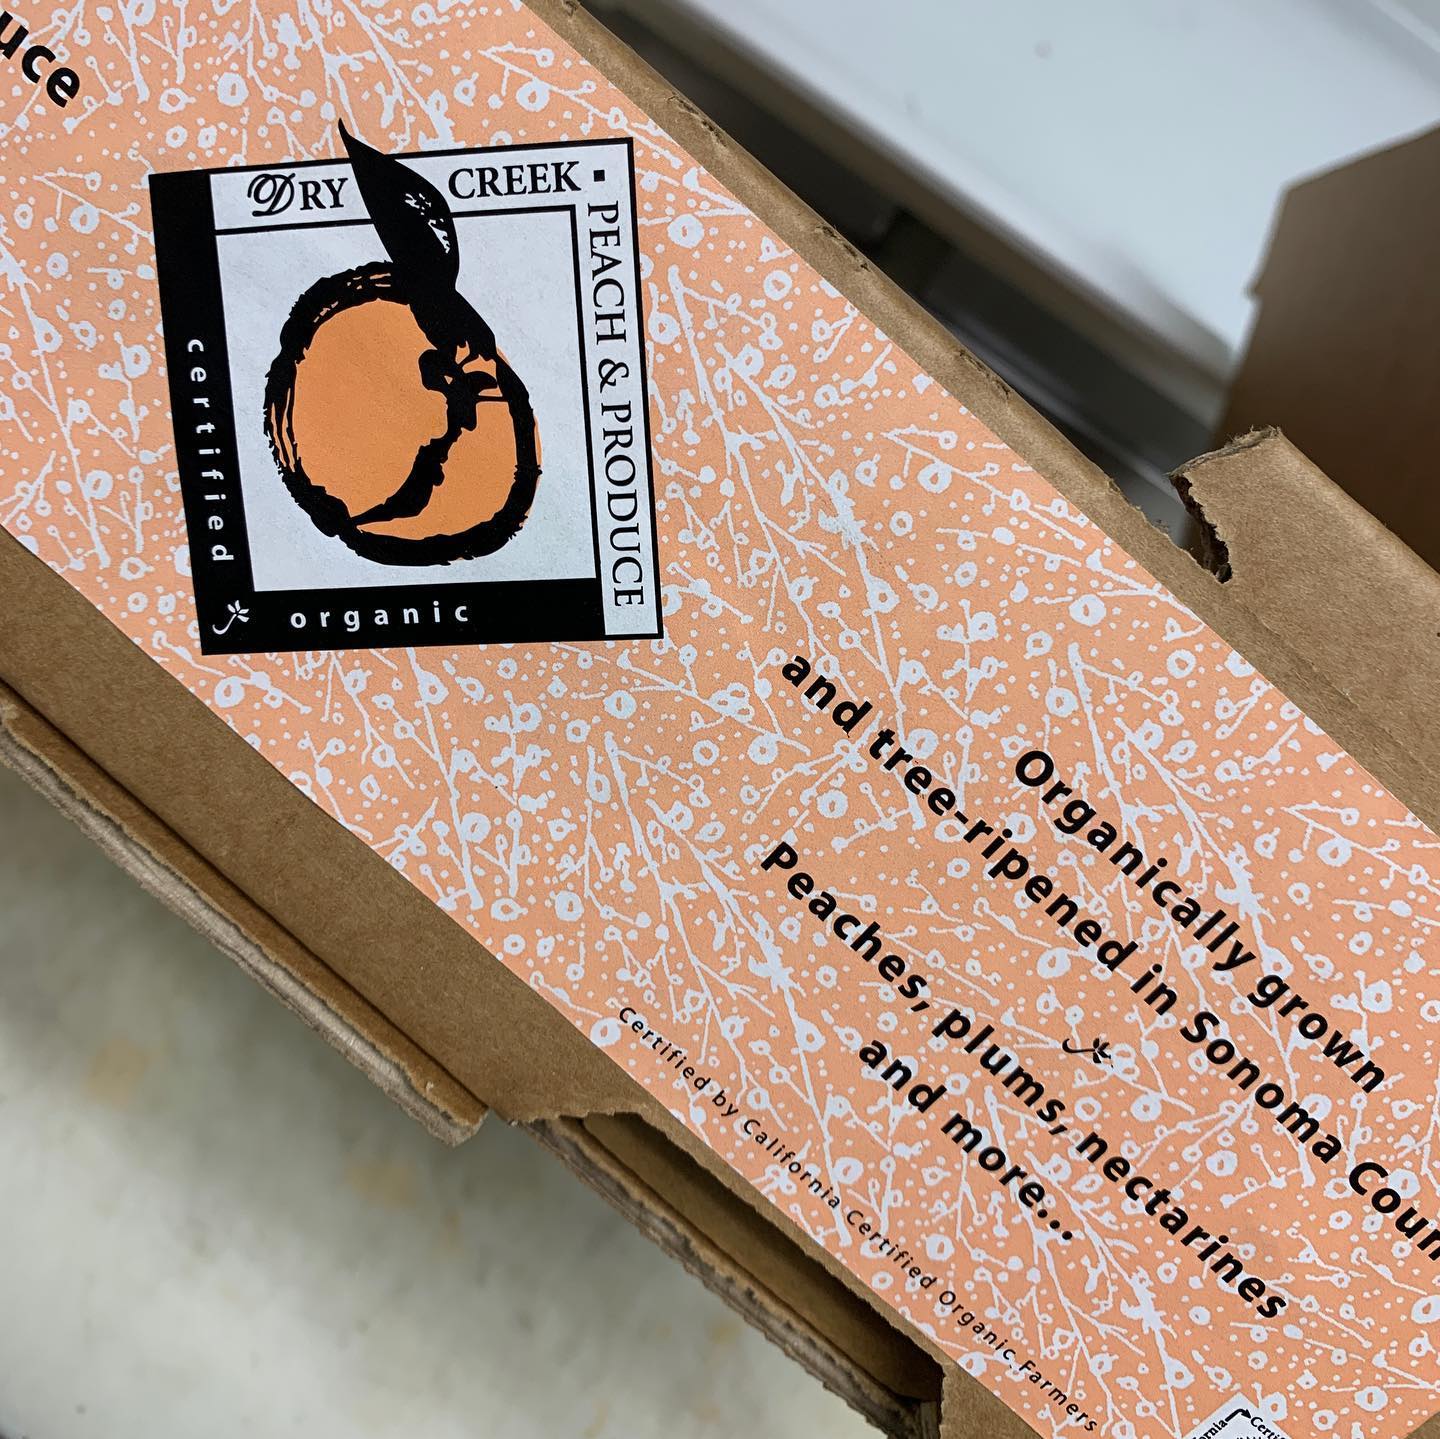 uce
DRY CREEK ▪
PEACH & PRODUCE
certified
organic
Organically grown
and tree-ripened in Sonoma Coun
Peaches, plums, nectarines
and more...
Certified by California Certified Organic Farmers